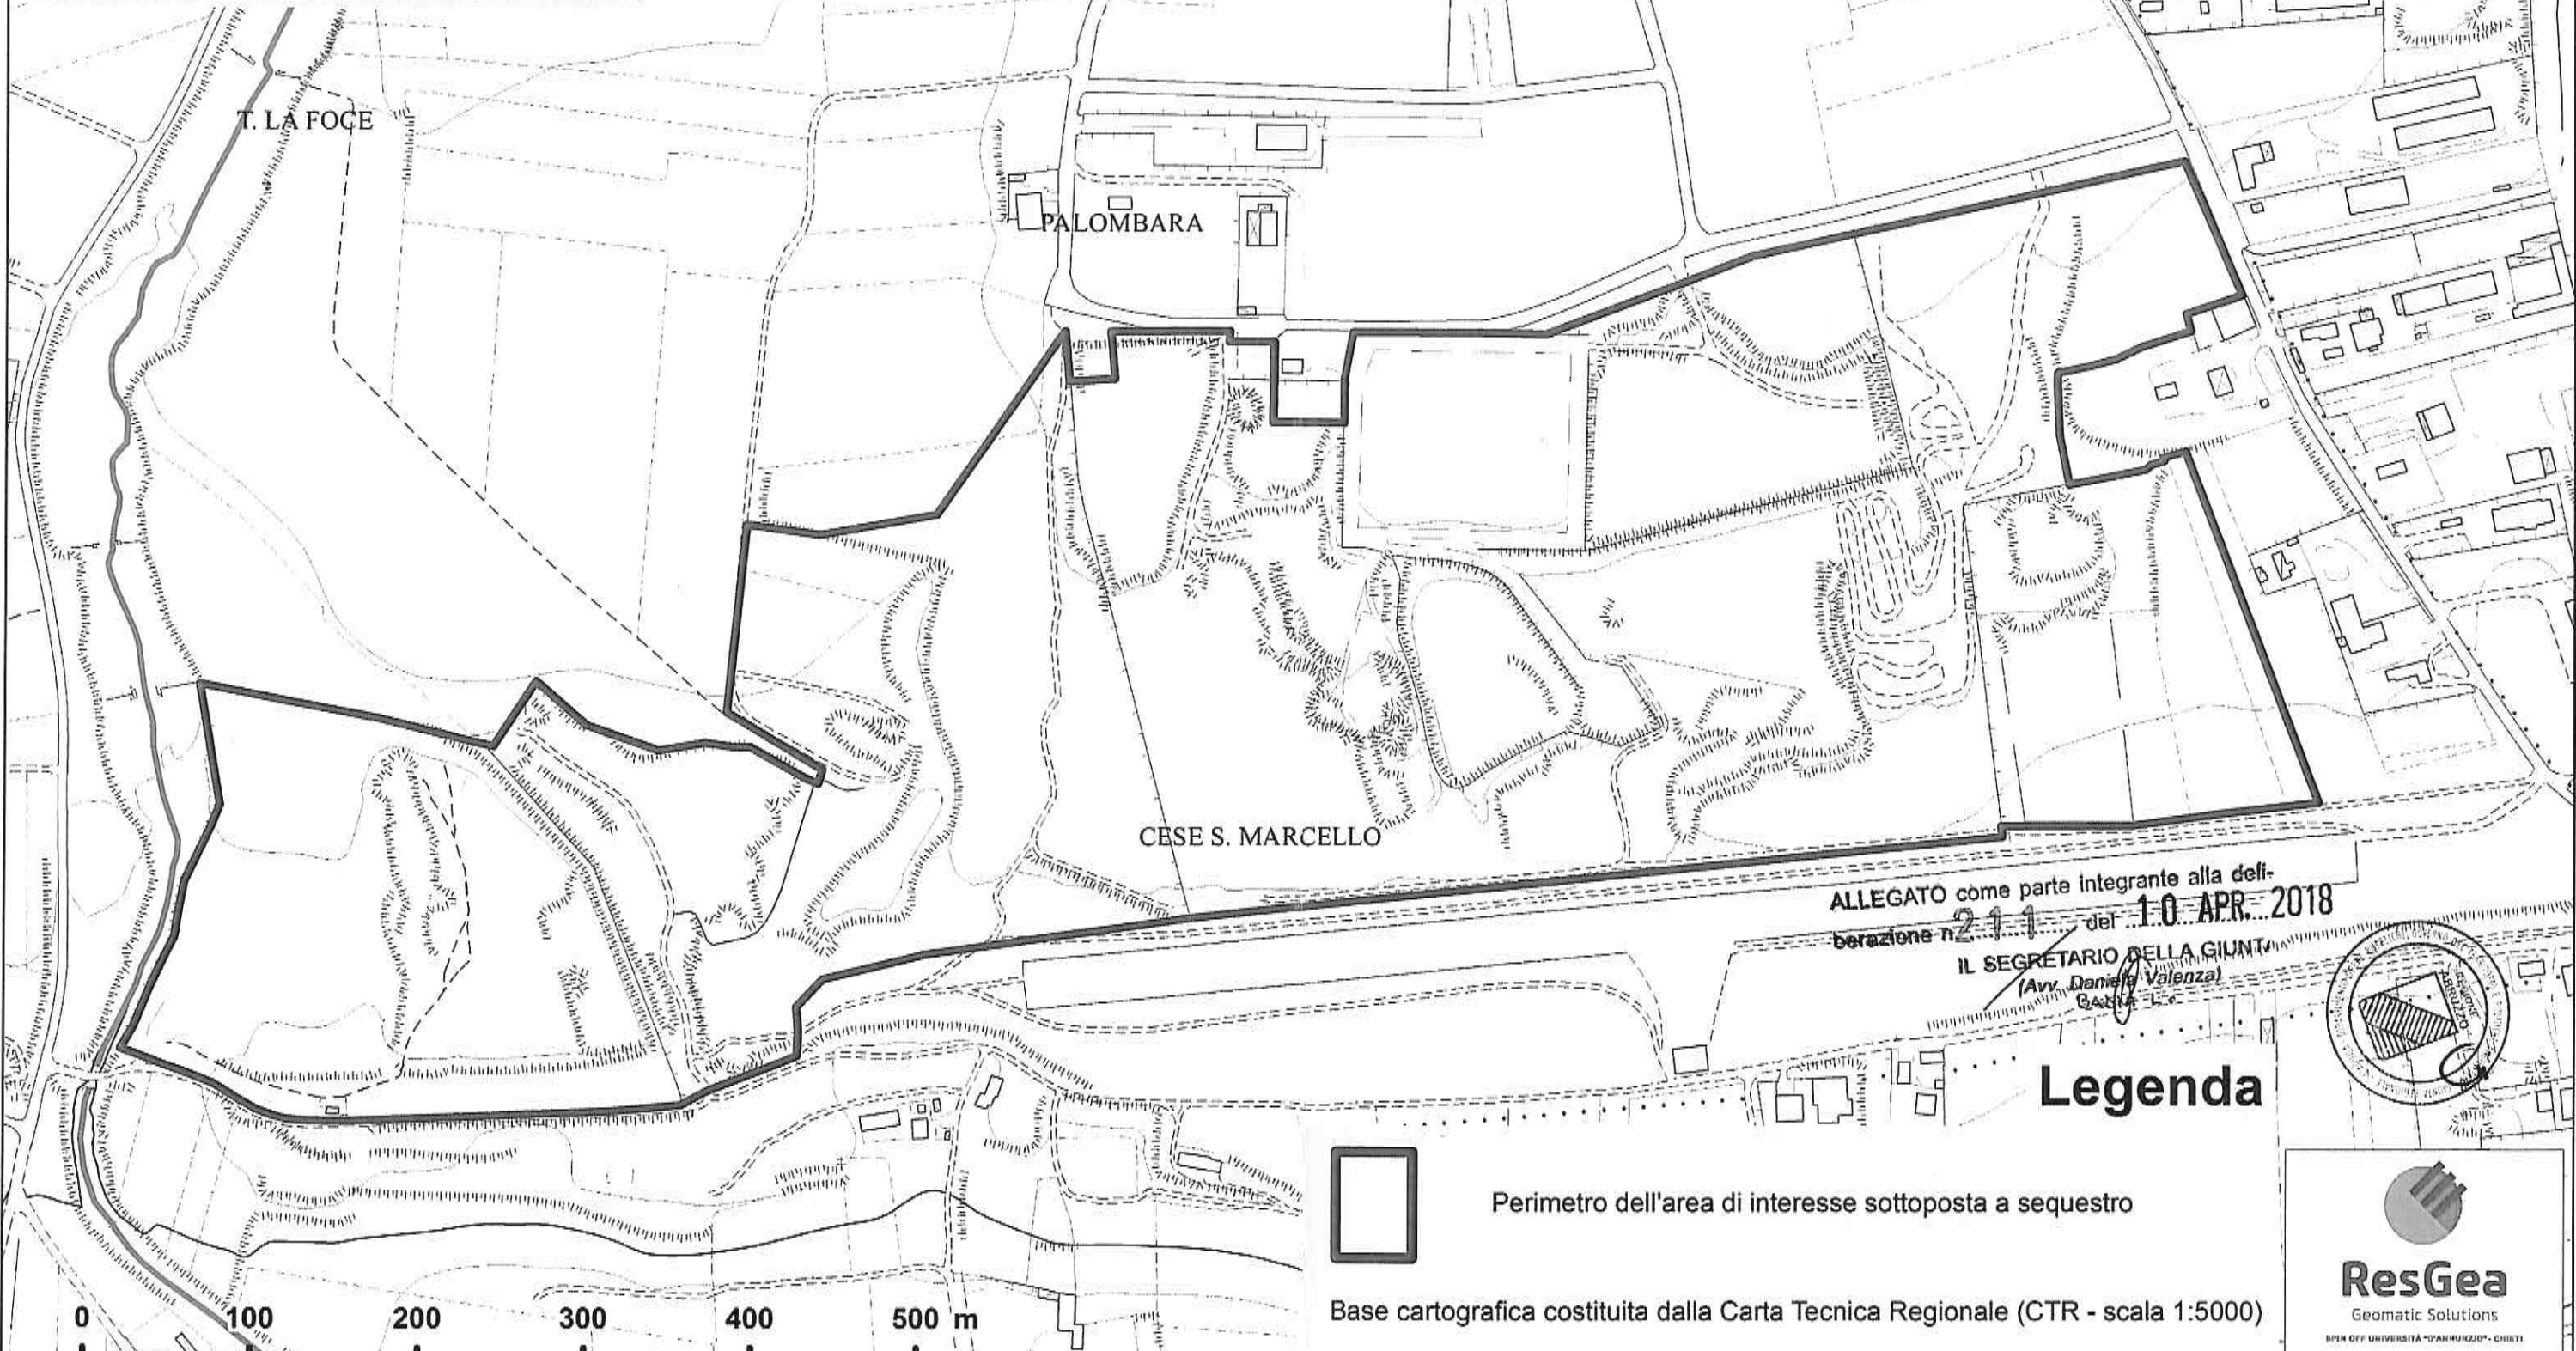 T. LA FOCE
PALOMBARA
CESE S. MARCELLO
ALLEGATO come parte integrante alla deli-
berazione n. 211 del 10 APR. 2018
IL SEGRETARIO DELLA GIUNTA
(Avv. Daniela Valenza)
REGIONE
ABRUZZO
Legenda
Perimetro dell'area di interesse sottoposta a sequestro
Base cartografica costituita dalla Carta Tecnica Regionale (CTR - scala 1:5000)
0 100 200 300 400 500 m
ResGea
Geomatic Solutions
SPIN OFF UNIVERSITÀ "D'ANNUNZIO" - CHIETI